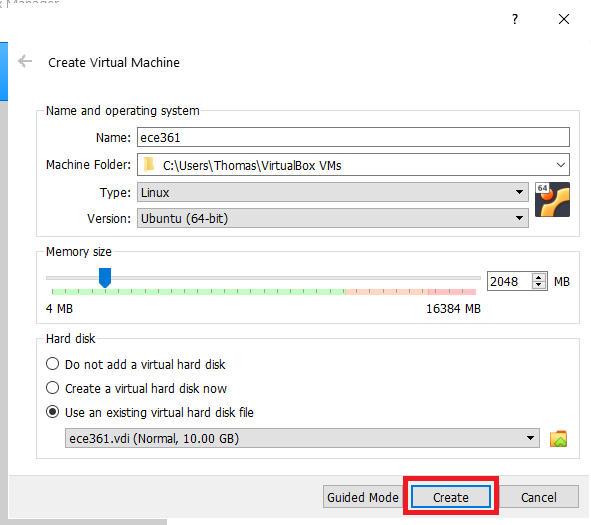 x Manager
?
Create Virtual Machine
Name and operating system
Name: ece361
Machine Folder: C:\Users\Thomas\VirtualBox VMs
Type: Linux
64
Version: Ubuntu (64-bit)
Memory size
2048 MB
4 MB 16384 MB
Hard disk
Do not add a virtual hard disk
Create a virtual hard disk now
Use an existing virtual hard disk file
ece361.vdi (Normal, 10.00 GB)
Guided Mode Create Cancel